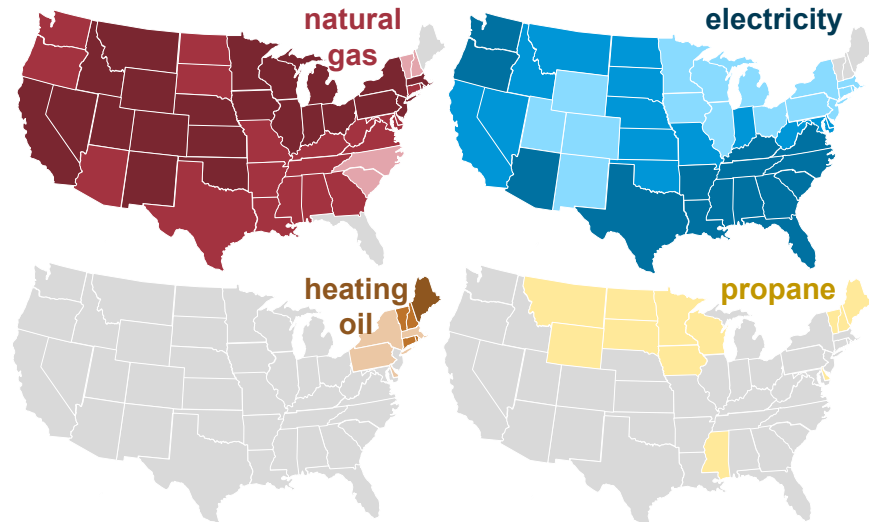 natural
gas
electricity
heating
oil
propane